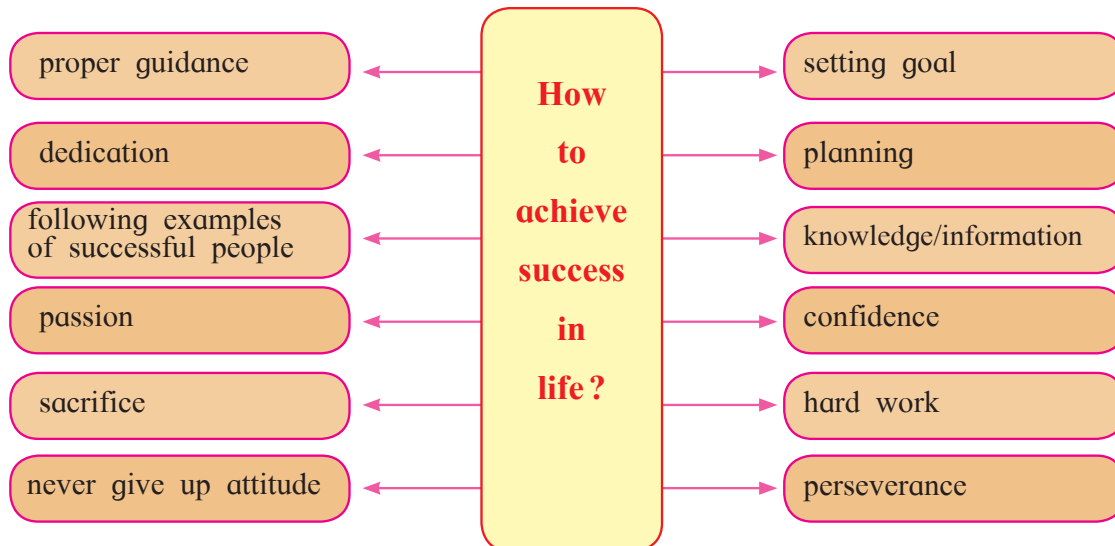 proper guidance
dedication
following examples
of successful people
passion
sacrifice
never give up attitude
How
to
achieve
success
in
life ?
setting goal
planning
knowledge/information
confidence
hard work
perseverance